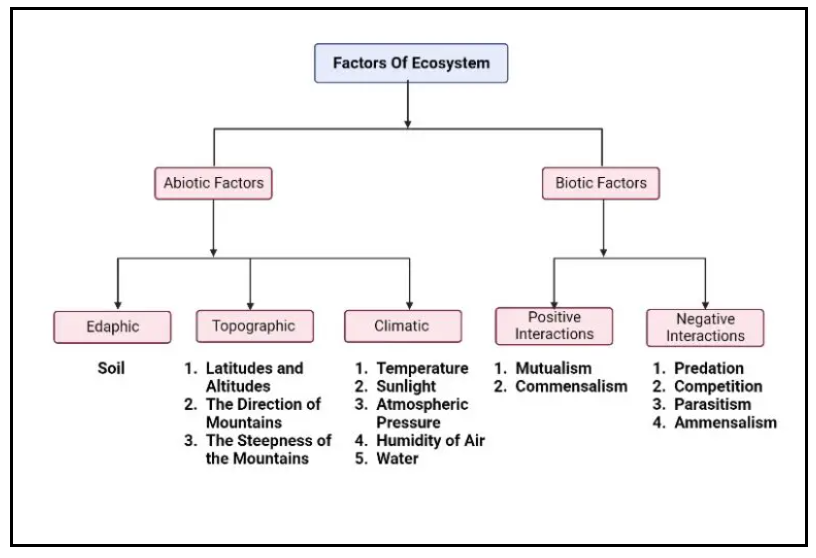 Factors Of Ecosystem
Abiotic Factors
Biotic Factors
Edaphic
Topographic
Climatic
Positive
Interactions
Negative
Interactions
Soil
1. Latitudes and
Altitudes
2. The Direction of
Mountains
3. The Steepness of
the Mountains
1. Temperature
2. Sunlight
3. Atmospheric
Pressure
4. Humidity of Air
5. Water
1. Mutualism
2. Commensalism
1. Predation
2. Competition
3. Parasitism
4. Ammensalism